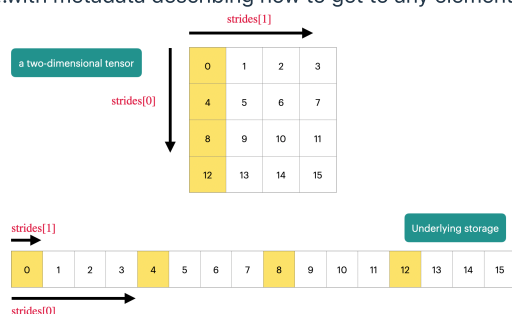 with metadata describing how to get to any element
strides[1]
a two-dimensional tensor
0 1 2 3
strides[0]
4 5 6 7
8 9 10 11
12 13 14 15
strides[1]
Underlying storage
0 1 2 3 4 5 6 7 8 9 10 11 12 13 14 15
strides[0]